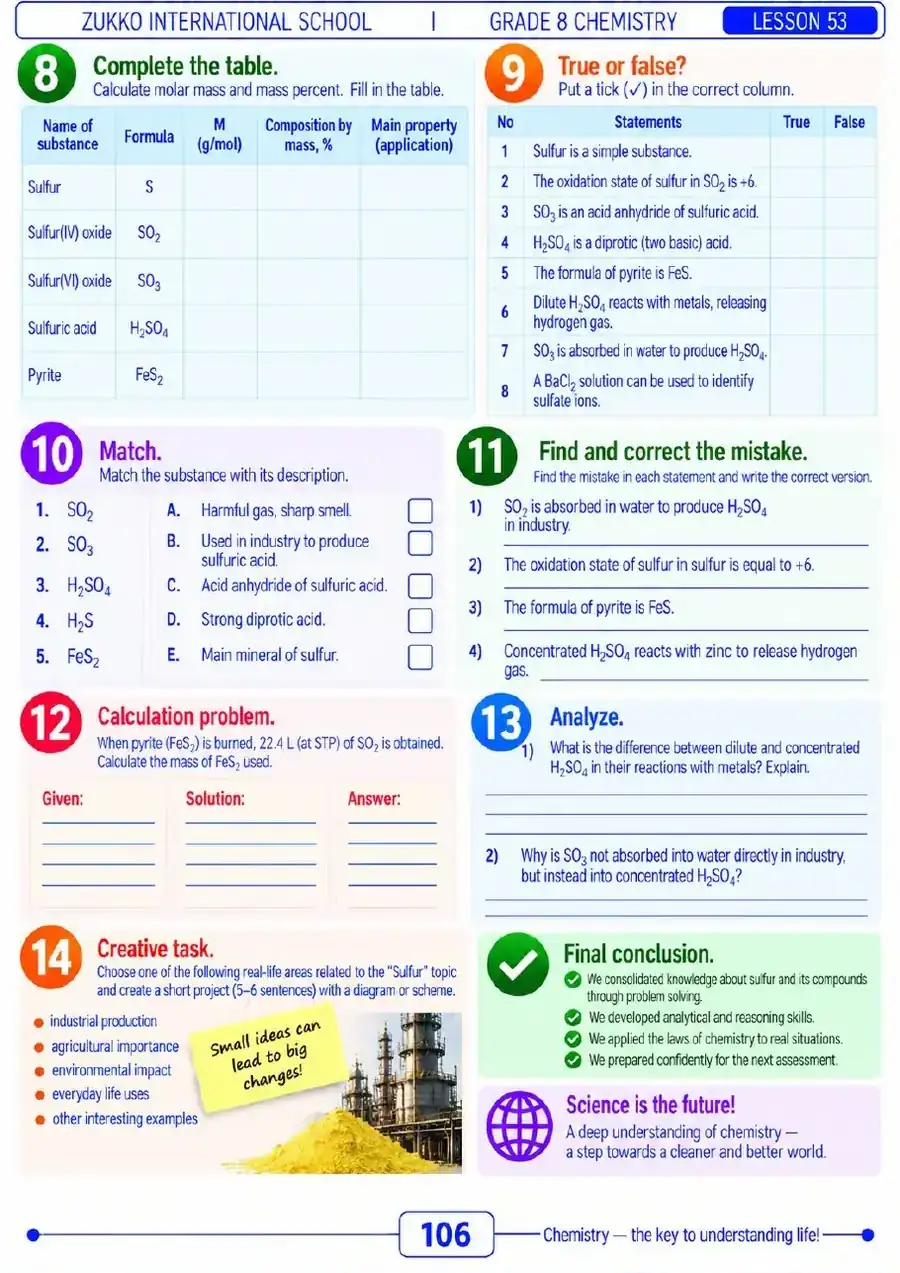 ZUKKO INTERNATIONAL SCHOOL | GRADE 8 CHEMISTRY LESSON 53
8 Complete the table.
Calculate molar mass and mass percent. Fill in the table.
Name of substance Formula M (g/mol) Composition by mass, % Main property (application)
Sulfur S
Sulfur(IV) oxide SO₂
Sulfur(VI) oxide SO₃
Sulfuric acid H₂SO₄
Pyrite FeS₂
9 True or false?
Put a tick (✓) in the correct column.
No Statements True False
1 Sulfur is a simple substance.
2 The oxidation state of sulfur in SO₂ is +6.
3 SO₃ is an acid anhydride of sulfuric acid.
4 H₂SO₄ is a diprotic (two basic) acid.
5 The formula of pyrite is FeS.
6 Dilute H₂SO₄ reacts with metals, releasing
hydrogen gas.
7 SO₃ is absorbed in water to produce H₂SO₄.
8 A BaCl₂ solution can be used to identify
sulfate ions.
10 Match.
Match the substance with its description.
1. SO₂ A. Harmful gas, sharp smell.
2. SO₃ B. Used in industry to produce
sulfuric acid.
3. H₂SO₄ C. Acid anhydride of sulfuric acid.
4. H₂S D. Strong diprotic acid.
5. FeS₂ E. Main mineral of sulfur.
11 Find and correct the mistake.
Find the mistake in each statement and write the correct version.
1) SO₂ is absorbed in water to produce H₂SO₄
in industry.
2) The oxidation state of sulfur in sulfur is equal to +6.
3) The formula of pyrite is FeS.
4) Concentrated H₂SO₄ reacts with zinc to release hydrogen
gas.
12 Calculation problem.
When pyrite (FeS₂) is burned, 22.4 L (at STP) of SO₂ is obtained.
Calculate the mass of FeS₂ used.
Given: Solution: Answer:
13 Analyze.
1) What is the difference between dilute and concentrated
H₂SO₄ in their reactions with metals? Explain.
2) Why is SO₃ not absorbed into water directly in industry,
but instead into concentrated H₂SO₄?
14 Creative task.
Choose one of the following real-life areas related to the "Sulfur" topic
and create a short project (5–6 sentences) with a diagram or scheme.
• industrial production
• agricultural importance
• environmental impact
• everyday life uses
• other interesting examples
Small ideas can
lead to big
changes!
Final conclusion.
We consolidated knowledge about sulfur and its compounds
through problem solving.
We developed analytical and reasoning skills.
We applied the laws of chemistry to real situations.
We prepared confidently for the next assessment.
Science is the future!
A deep understanding of chemistry —
a step towards a cleaner and better world.
106
Chemistry — the key to understanding life!